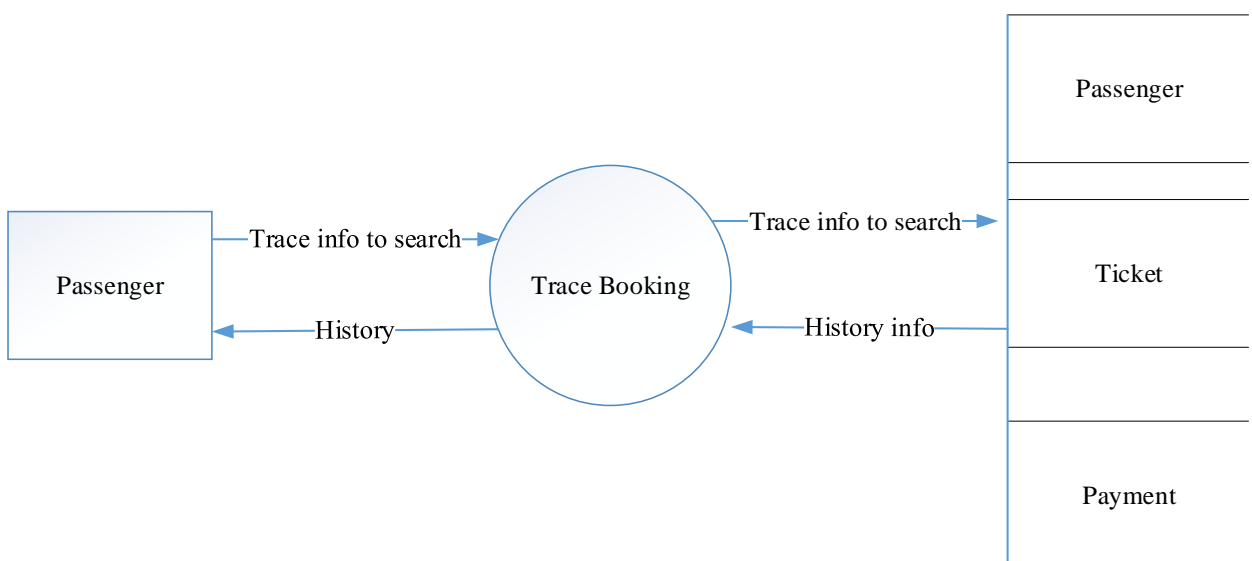 Passenger
Trace info to search
History
Trace Booking
Trace info to search
History info
Passenger
Ticket
Payment